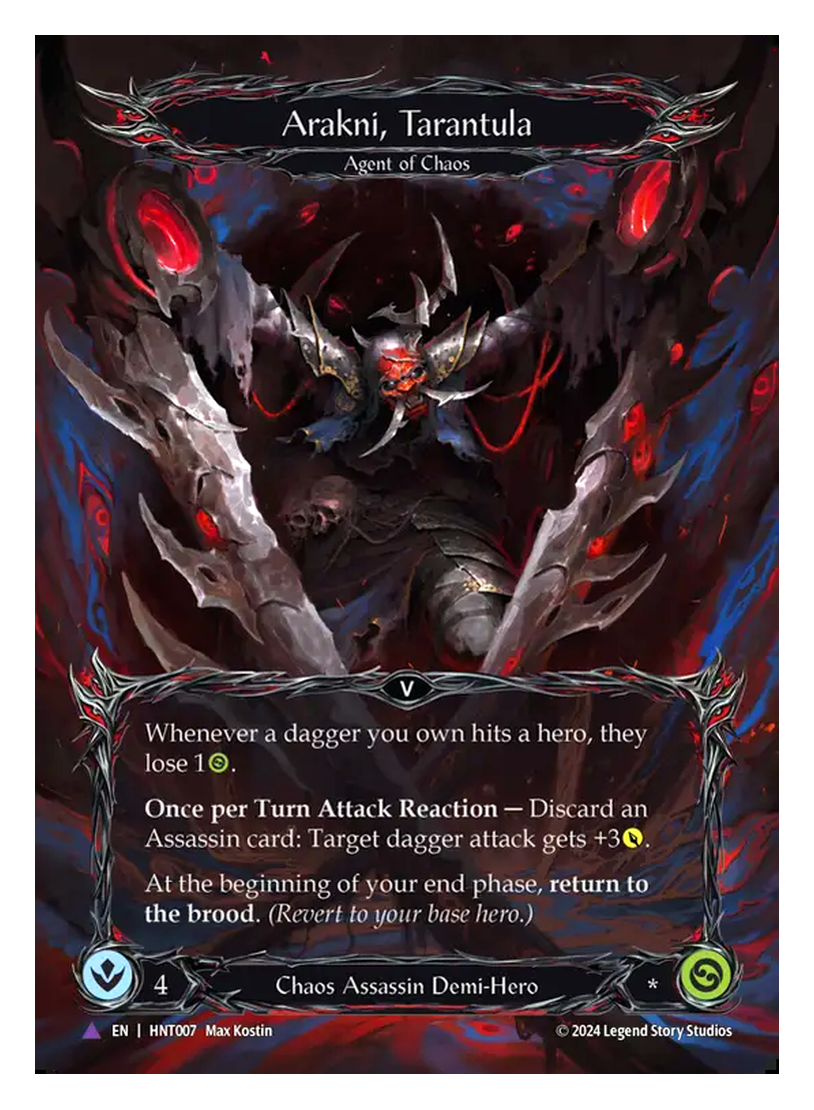 Arakni, Tarantula
Agent of Chaos
V
Whenever a dagger you own hits a hero, they
lose 1.
Once per Turn Attack Reaction — Discard an
Assassin card: Target dagger attack gets +3.
At the beginning of your end phase, return to
the brood. (Revert to your base hero.)
4 Chaos Assassin Demi-Hero *
EN | HNT007 Max Kostin © 2024 Legend Story Studios